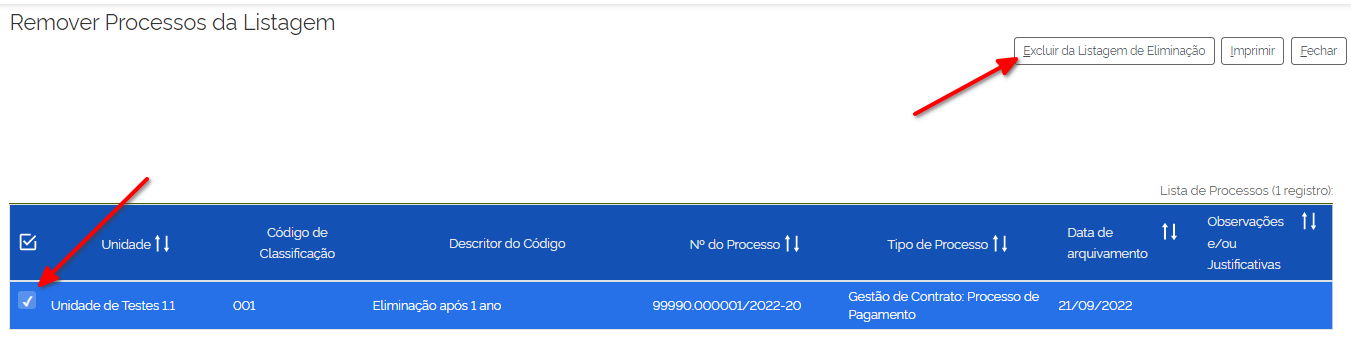 Remover Processos da Listagem
Excluir da Listagem de Eliminação Imprimir Fechar
Lista de Processos (1 registro):
Unidade Código de Classificação Descritor do Código Nº do Processo Tipo de Processo Data de arquivamento Observações e/ou Justificativas
Unidade de Testes 1.1 001 Eliminação após 1 ano 99990.000001/2022-20 Gestão de Contrato: Processo de Pagamento 21/09/2022